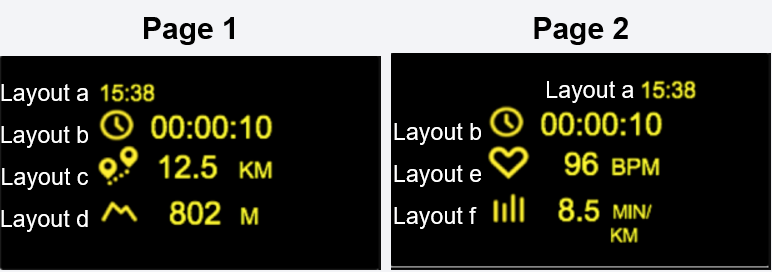 Page 1
Layout a 15:38
Layout b 00:00:10
Layout c 12.5 KM
Layout d 802 M
Page 2
Layout a 15:38
Layout b 00:00:10
Layout e 96 BPM
Layout f 8.5 MIN/
KM